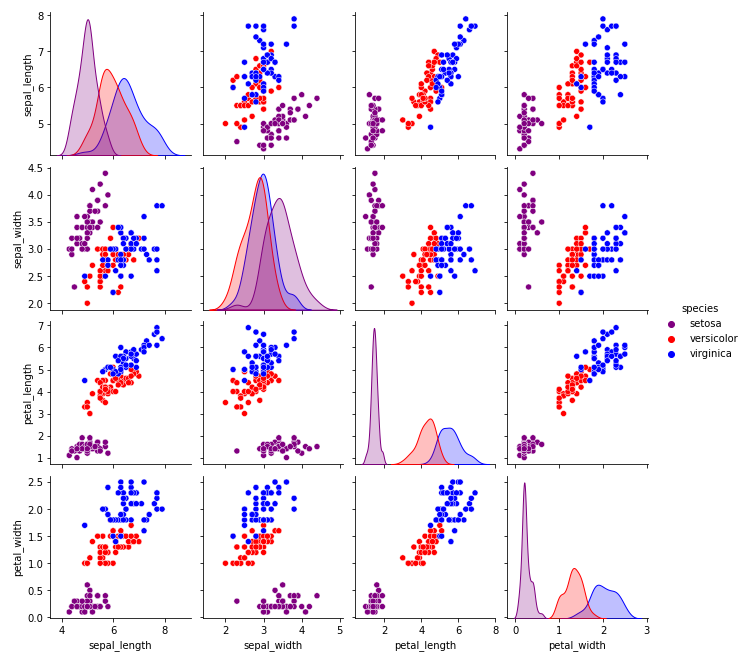 8
7
6
5
sepal_length
4.5
4.0
3.5
3.0
2.5
2.0
sepal_width
7
6
5
4
3
2
1
petal_length
species
setosa
versicolor
virginica
2.5
2.0
1.5
1.0
0.5
0.0
petal_width
4 6 8
sepal_length
2 3 4 5
sepal_width
2 4 6 8
petal_length
0 1 2 3
petal_width